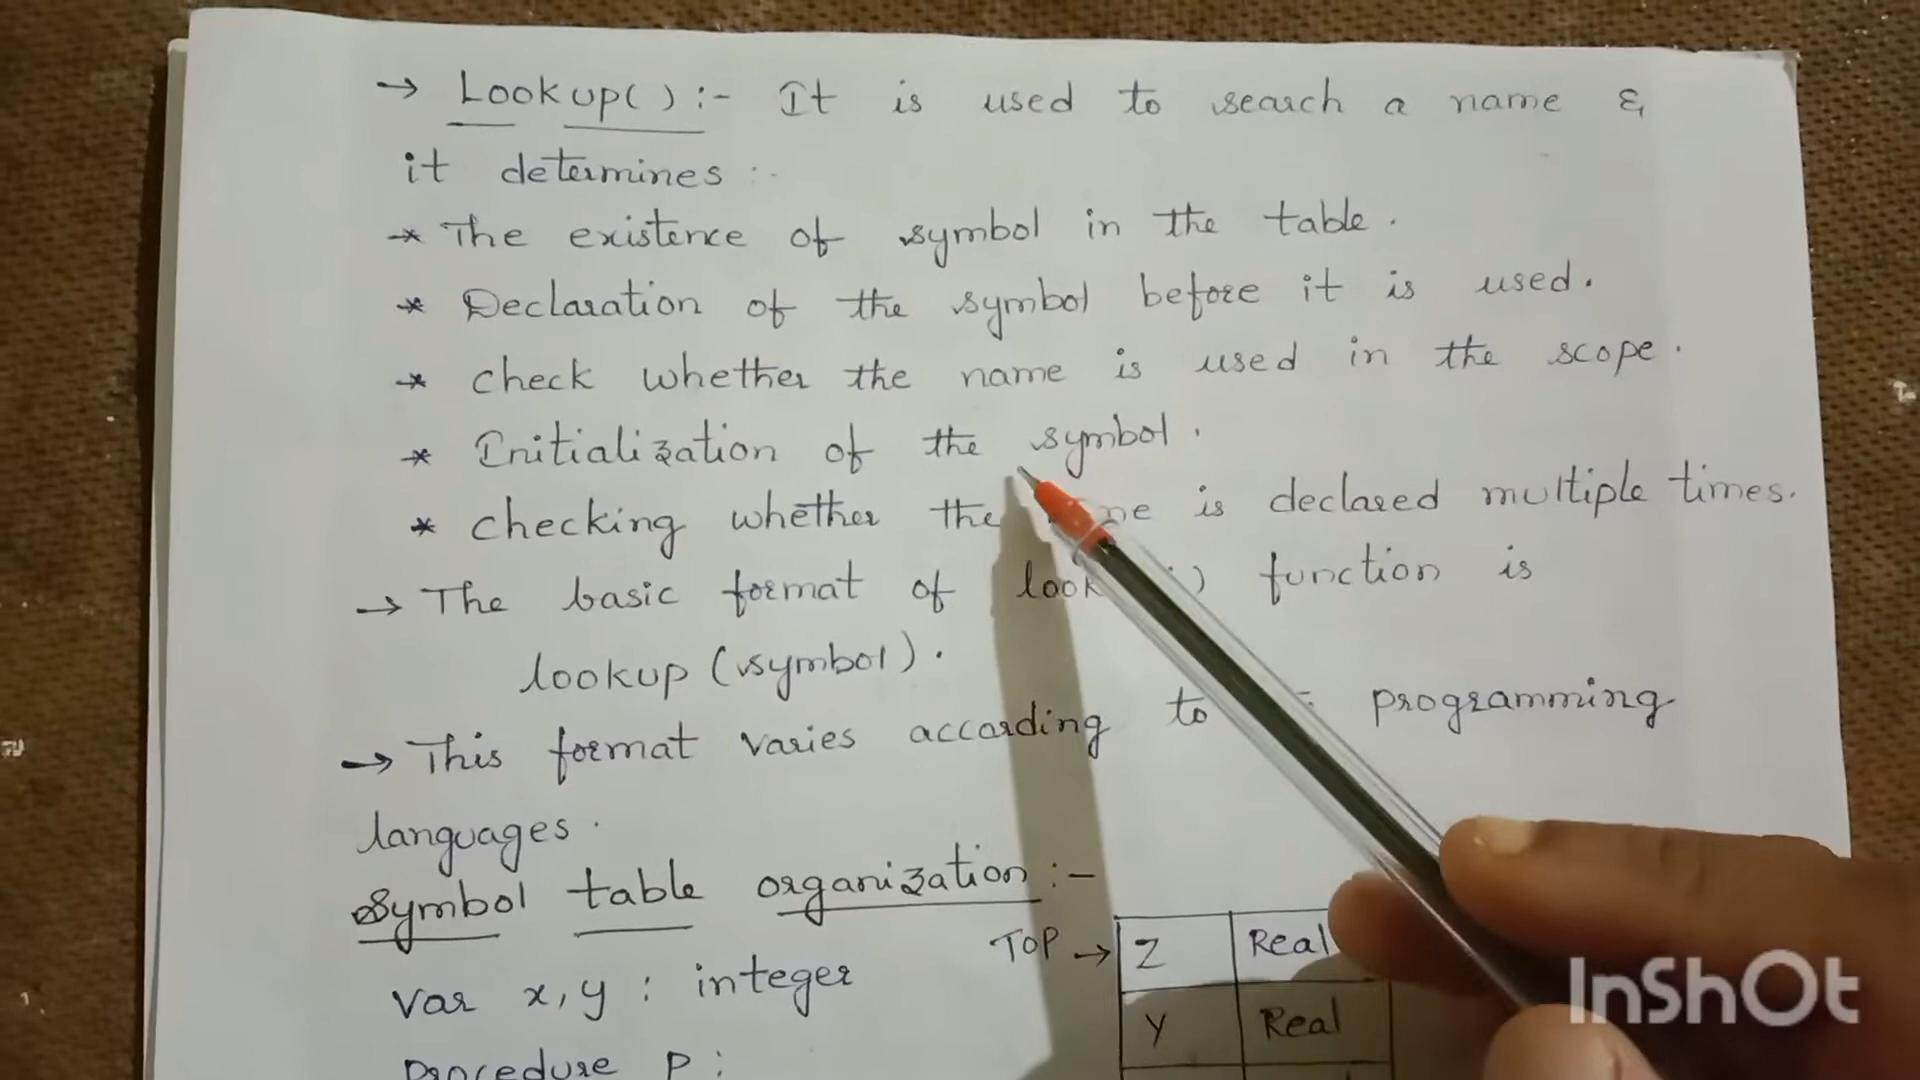 → Lookup() :- It is used to search a name &
it determines :-
* The existence of symbol in the table.
* Declaration of the symbol before it is used.
* check whether the name is used in the scope.
* Initialization of the symbol.
* checking whether the is declared multiple times.
→ The basic format of function is
lookup (symbol).
→ This format varies according to programming
languages.
Symbol table organization :-
TOP → Z Real
var x, y : integer
Y Real
Procedure P :
InShOt